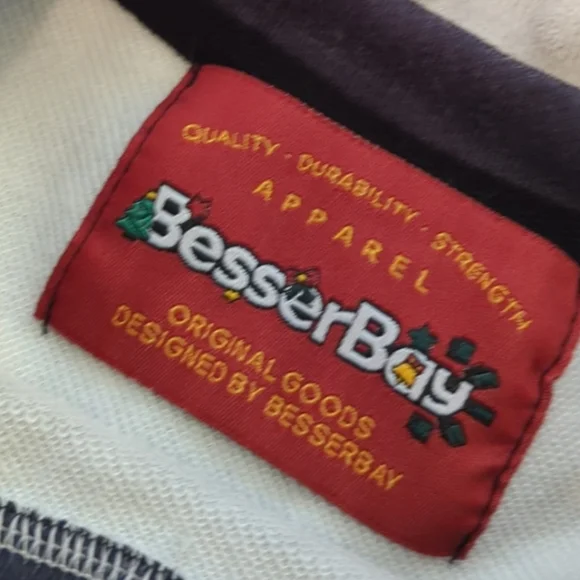 QUALITY · DURABILITY · STRENGTH
APPAREL
BesserBay
ORIGINAL GOODS
DESIGNED BY BESSERBAY